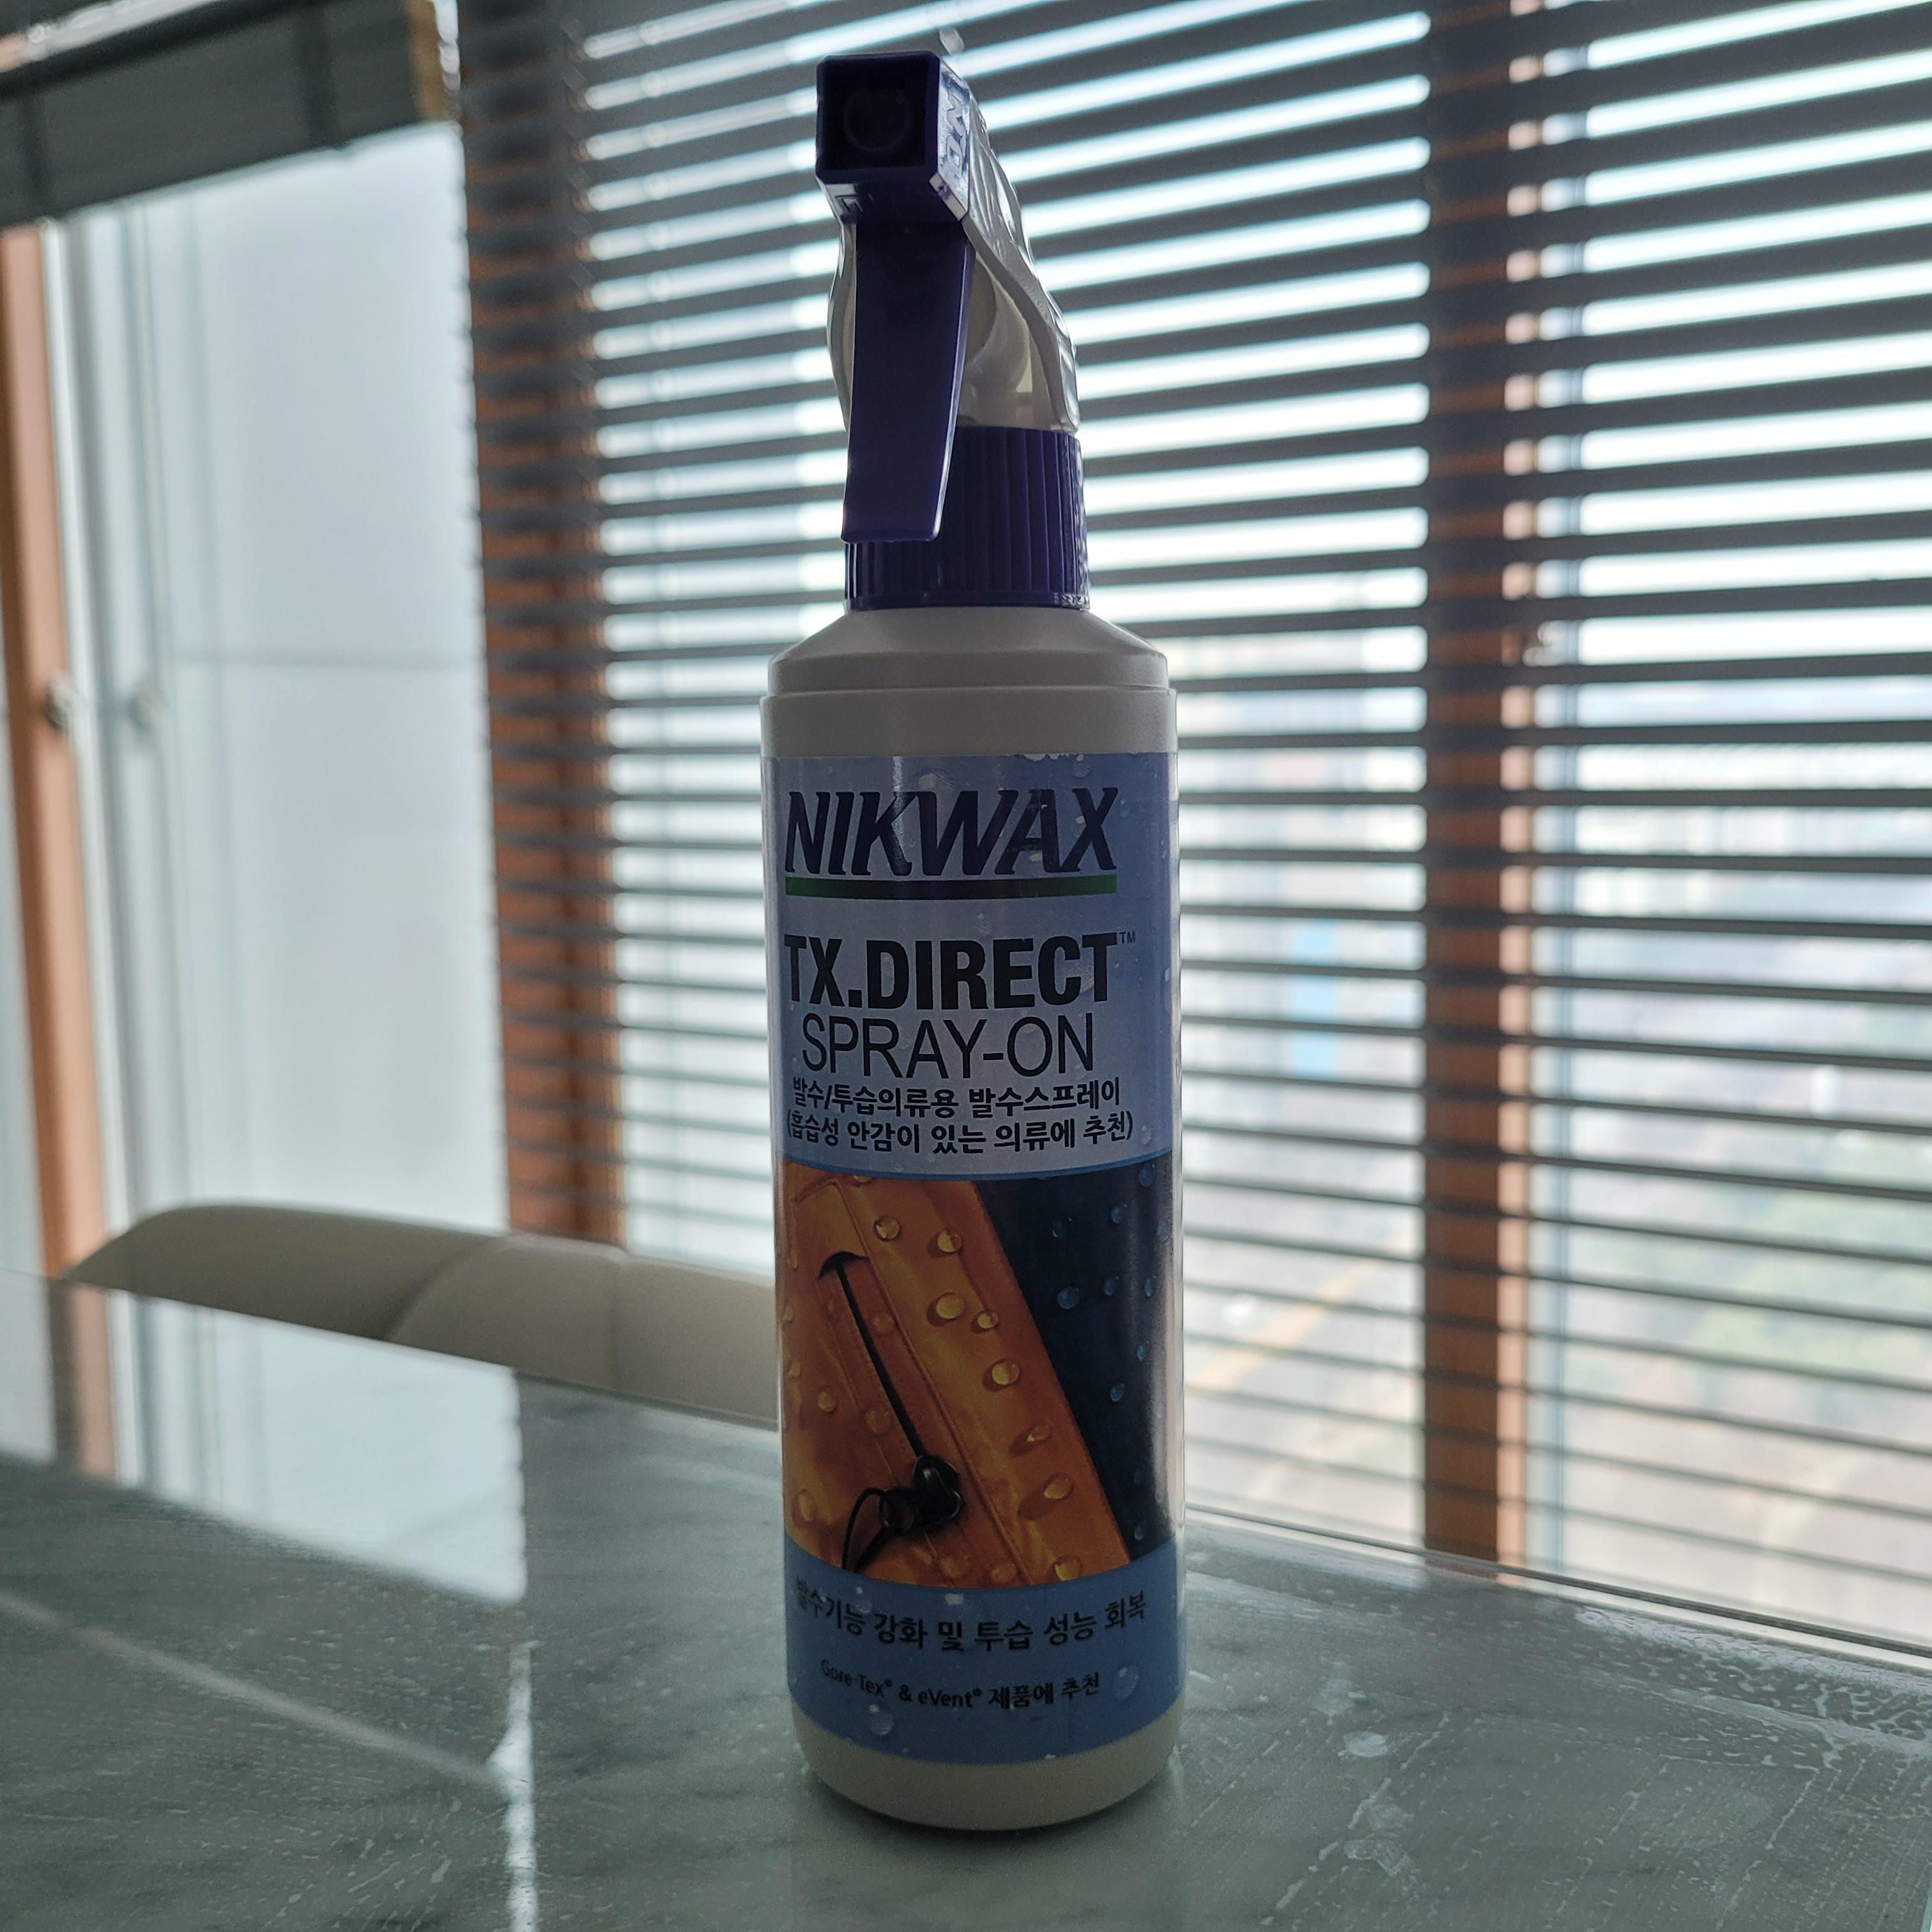 NIKWAX
TX.DIRECT™
SPRAY-ON
발수/투습의류용 발수스프레이
(흡습성 안감이 있는 의류에 추천)
발수기능 강화 및 투습 성능 회복
Gore-Tex® & eVent® 제품에 추천